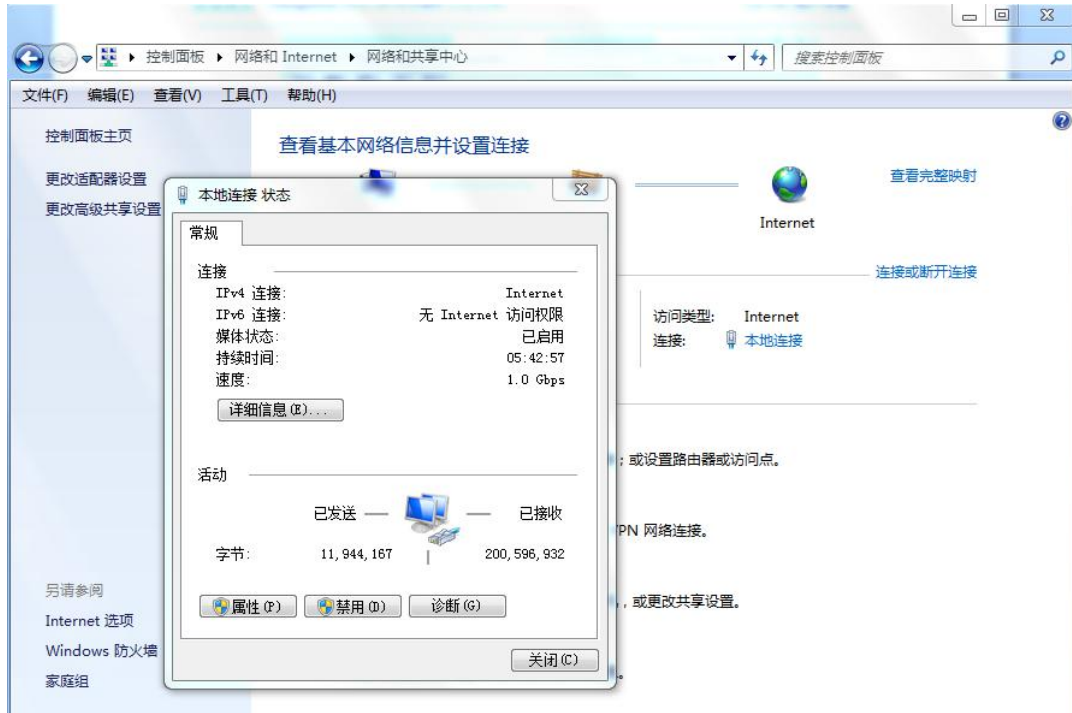 控制面板 ▸ 网络和 Internet ▸ 网络和共享中心
搜索控制面板
文件(F) 编辑(E) 查看(V) 工具(T) 帮助(H)
控制面板主页
更改适配器设置
更改高级共享设置
另请参阅
Internet 选项
Windows 防火墙
家庭组
查看基本网络信息并设置连接
查看完整映射
Internet
连接或断开连接
访问类型: Internet
连接: 本地连接
;或设置路由器或访问点。
VPN 网络连接。
,或更改共享设置。
本地连接 状态
常规
连接
IPv4 连接: Internet
IPv6 连接: 无 Internet 访问权限
媒体状态: 已启用
持续时间: 05:42:57
速度: 1.0 Gbps
详细信息(E)...
活动
已发送 — — 已接收
字节: 11,944,167 | 200,596,932
属性(P) 禁用(D) 诊断(G)
关闭(C)